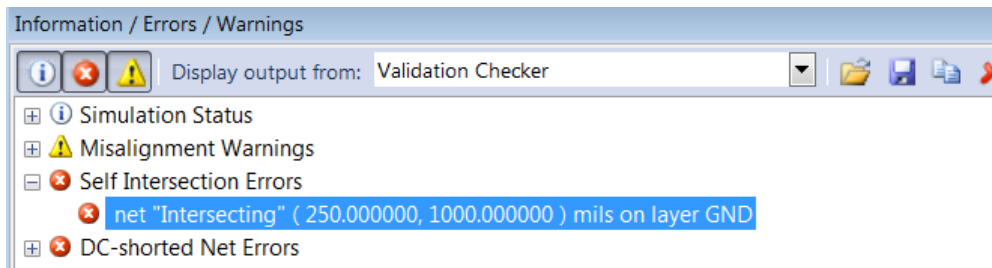 Information / Errors / Warnings
Display output from: Validation Checker
Simulation Status
Misalignment Warnings
Self Intersection Errors
net "Intersecting" ( 250.000000, 1000.000000 ) mils on layer GND
DC-shorted Net Errors